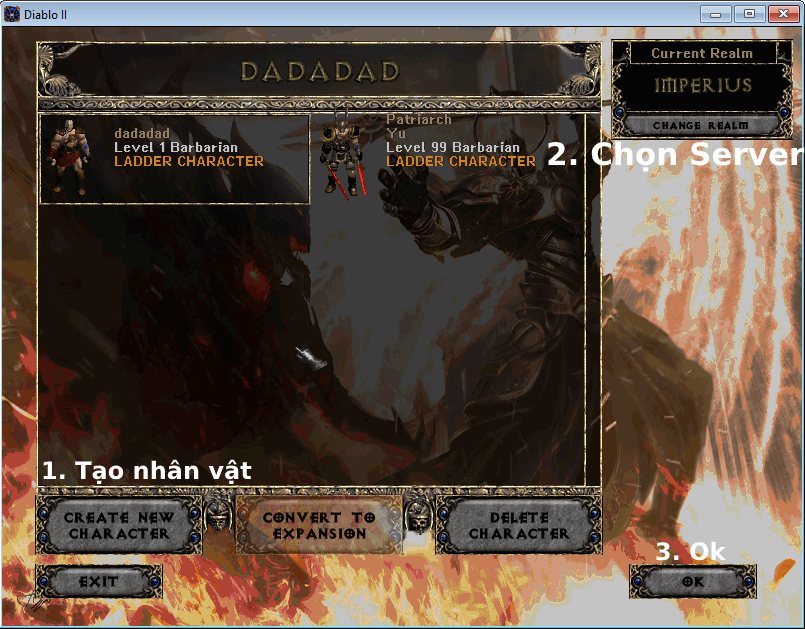 Diablo II
DADADAD
Current Realm
IMPERIUS
CHANGE REALM
dadadad
Level 1 Barbarian
LADDER CHARACTER
Patriarch
Yu
Level 99 Barbarian
LADDER CHARACTER
2. Chọn Server
1. Tạo nhân vật
CREATE NEW
CHARACTER
CONVERT TO
EXPANSION
DELETE
CHARACTER
3. Ok
EXIT
OK